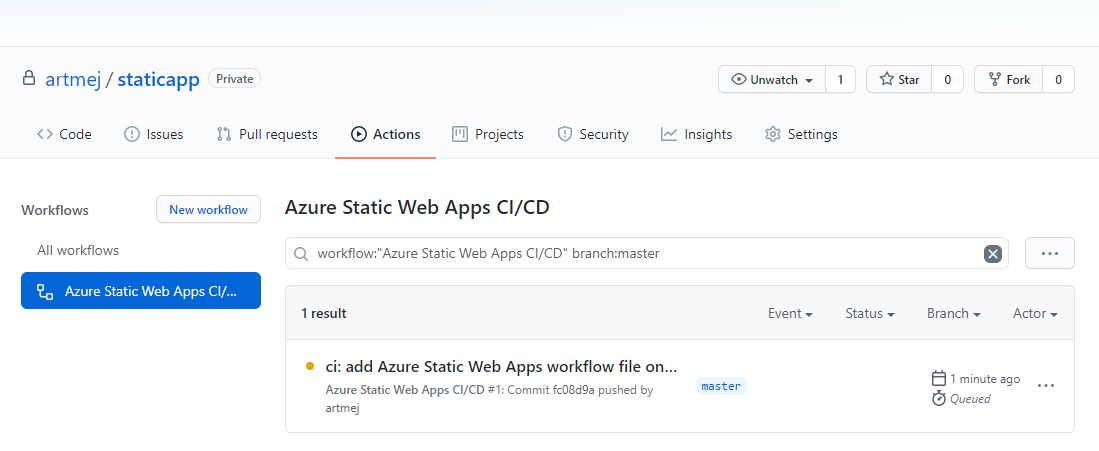 artmej / staticapp Private
Unwatch 1 Star 0 Fork 0
Code Issues Pull requests Actions Projects Security Insights Settings
Workflows
New workflow
All workflows
Azure Static Web Apps CI/...
Azure Static Web Apps CI/CD
workflow:"Azure Static Web Apps CI/CD" branch:master
1 result
Event Status Branch Actor
ci: add Azure Static Web Apps workflow file on...
Azure Static Web Apps CI/CD #1: Commit fc08d9a pushed by
artmej
master
1 minute ago
Queued